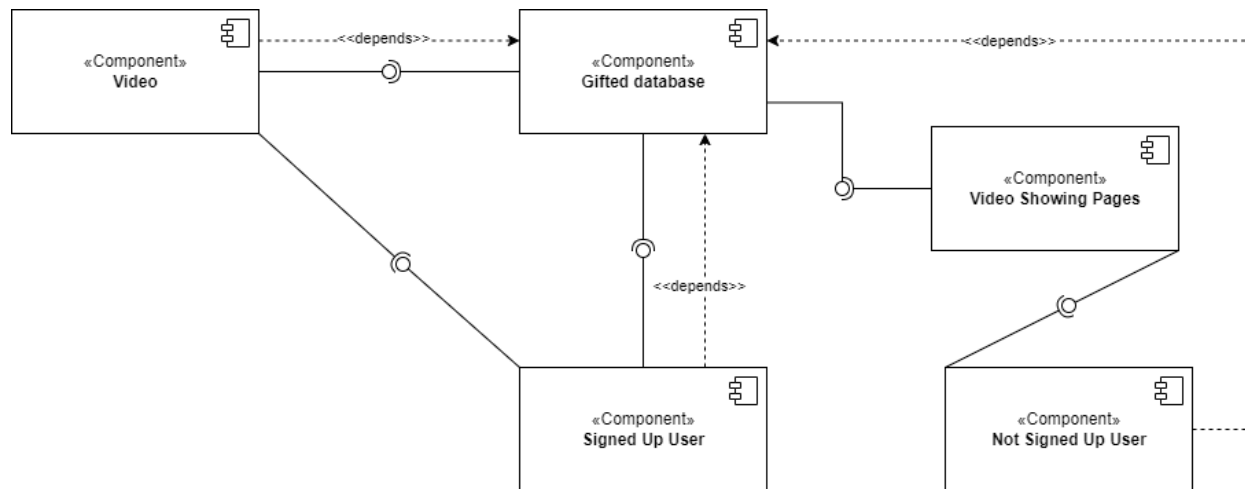 <<depends>>
<<depends>>
«Component»
Video
«Component»
Gifted database
«Component»
Video Showing Pages
<<depends>>
«Component»
Signed Up User
«Component»
Not Signed Up User